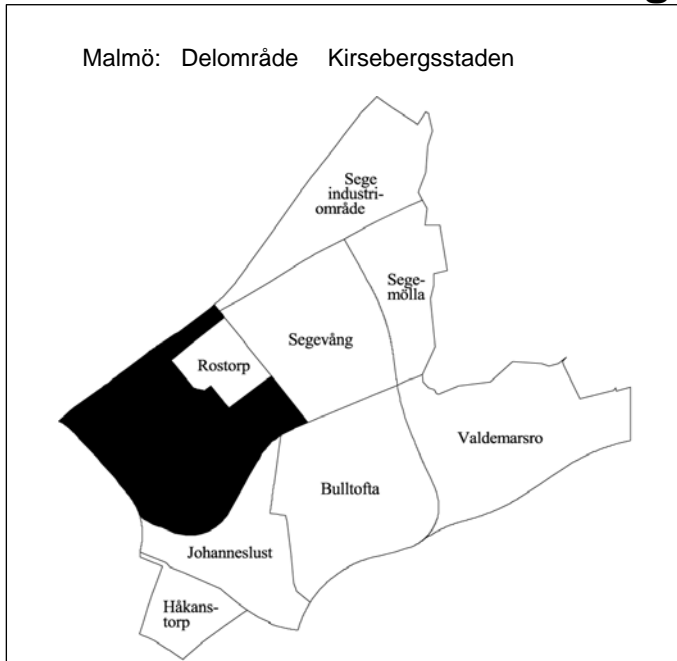 Malmö: Delområde Kirsebergsstaden
Sege
industri-
område
Sege-
mölla
Segevång
Rostorp
Valdemarsro
Bulltofta
Johanneslust
Håkans-
torp